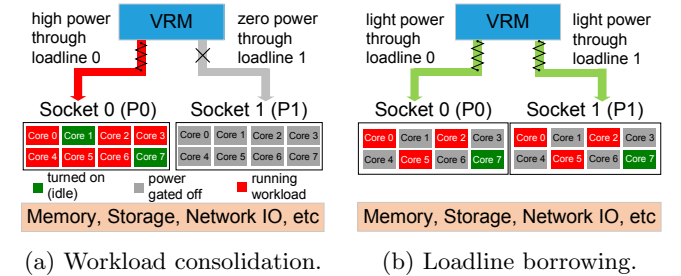 high power
through
loadline 0
VRM
zero power
through
loadline 1
Socket 0 (P0)
Socket 1 (P1)
Core 0 Core 1 Core 2 Core 3
Core 4 Core 5 Core 6 Core 7
Core 0 Core 1 Core 2 Core 3
Core 4 Core 5 Core 6 Core 7
turned on
(idle)
power
gated off
running
workload
Memory, Storage, Network IO, etc
(a) Workload consolidation.
light power
through
loadline 0
VRM
light power
through
loadline 1
Socket 0 (P0)
Socket 1 (P1)
Core 0 Core 1 Core 2 Core 3
Core 4 Core 5 Core 6 Core 7
Core 0 Core 1 Core 2 Core 3
Core 4 Core 5 Core 6 Core 7
Memory, Storage, Network IO, etc
(b) Loadline borrowing.